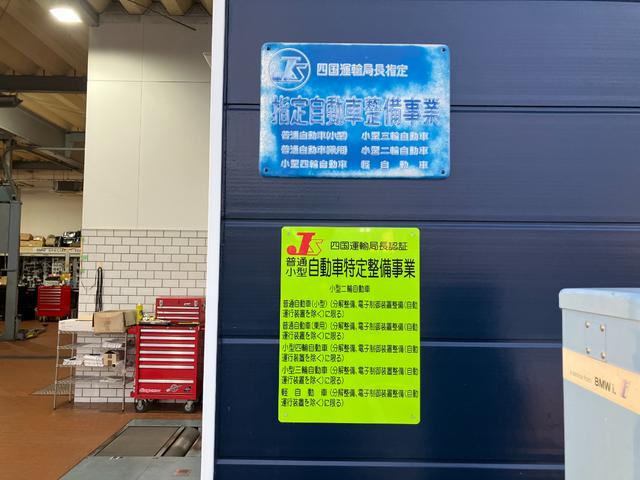 JS 四国運輸局長指定
指定自動車整備事業
普通自動車(小型) 小型三輪自動車
普通自動車(乗用) 小型二輪自動車
小型四輪自動車 軽自動車
JS 四国運輸局長認証
普通
小型 自動車特定整備事業
小型二輪自動車
普通自動車(小型)(分解整備、電子制御装置整備(自動
運行装置を除く)に限る)
普通自動車(乗用)(分解整備、電子制御装置整備(自動
運行装置を除く)に限る)
小型四輪自動車(分解整備、電子制御装置整備(自動
運行装置を除く)に限る)
小型三輪自動車(分解整備、電子制御装置整備(自動
運行装置を除く)に限る)
軽自動車(分解整備、電子制御装置整備(自動
運行装置を除く)に限る)
BMW i
Snap-on